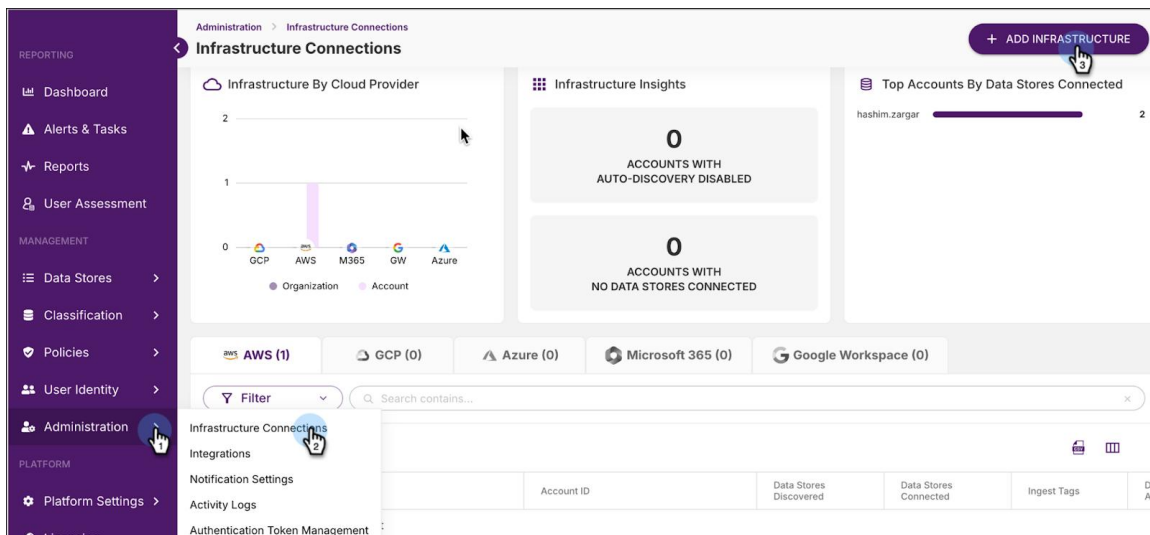 Administration > Infrastructure Connections
Infrastructure Connections
+ ADD INFRASTRUCTURE
3
REPORTING
Dashboard
Alerts & Tasks
Reports
User Assessment
MANAGEMENT
Data Stores
Classification
Policies
User Identity
Administration
1
PLATFORM
Platform Settings
Infrastructure By Cloud Provider
2
1
0
GCP
aws
AWS
M365
GW
Azure
Organization
Account
Infrastructure Insights
0
ACCOUNTS WITH
AUTO-DISCOVERY DISABLED
0
ACCOUNTS WITH
NO DATA STORES CONNECTED
Top Accounts By Data Stores Connected
hashim.zargar 2
aws AWS (1)
GCP (0)
Azure (0)
Microsoft 365 (0)
Google Workspace (0)
Filter
Search contains...
Infrastructure Connections
2
Integrations
Notification Settings
Activity Logs
Authentication Token Management
Account ID
Data Stores
Discovered
Data Stores
Connected
Ingest Tags